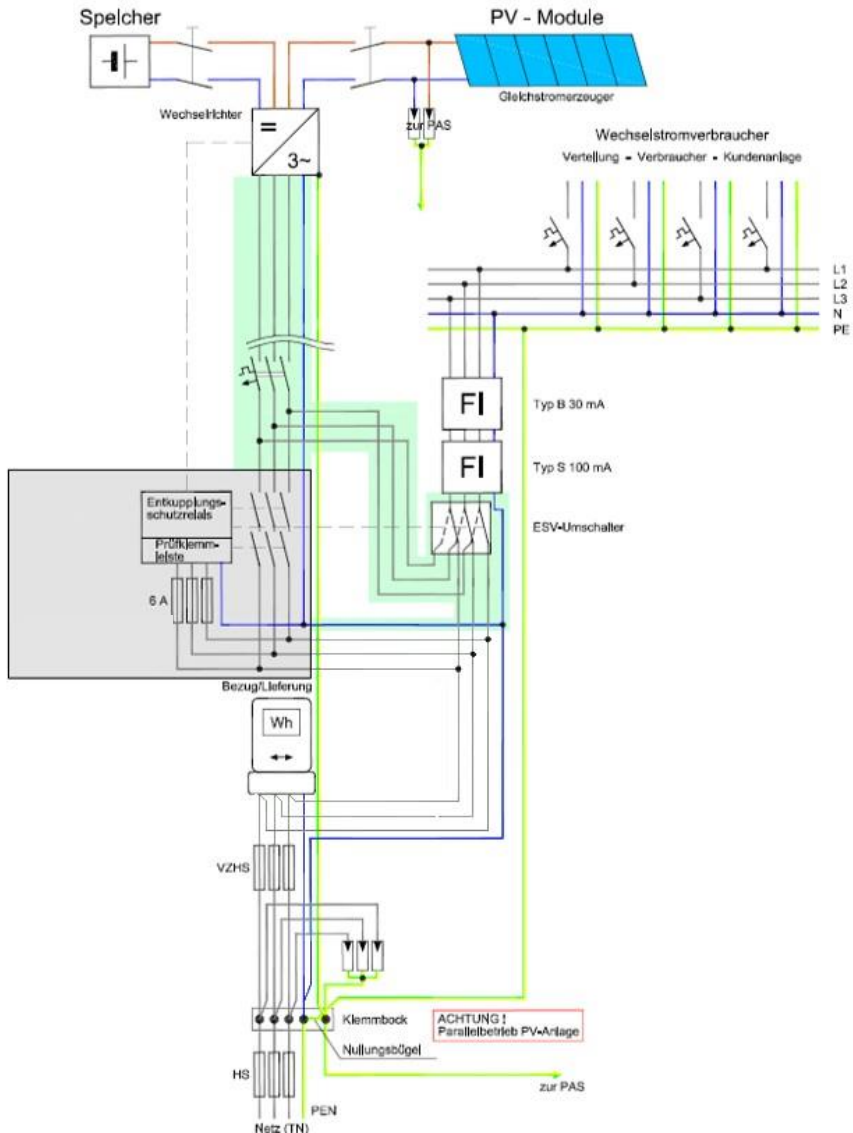 Speicher
PV - Module
Gleichstromerzeuger
Wechselrichter
=
3~
zur PAS
Wechselstromverbraucher
Verteilung - Verbraucher - Kundenanlage
L1
L2
L3
N
PE
FI
Typ B 30 mA
FI
Typ S 100 mA
ESV-Umschalter
Entkupplungs-
schutzrelais
Prüfklemm-
leiste
6 A
Bezug/Lieferung
Wh
VZHS
Klemmbock
ACHTUNG !
Parallelbetrieb PV-Anlage
Nullungsbügel
HS
zur PAS
PEN
Netz (TN)